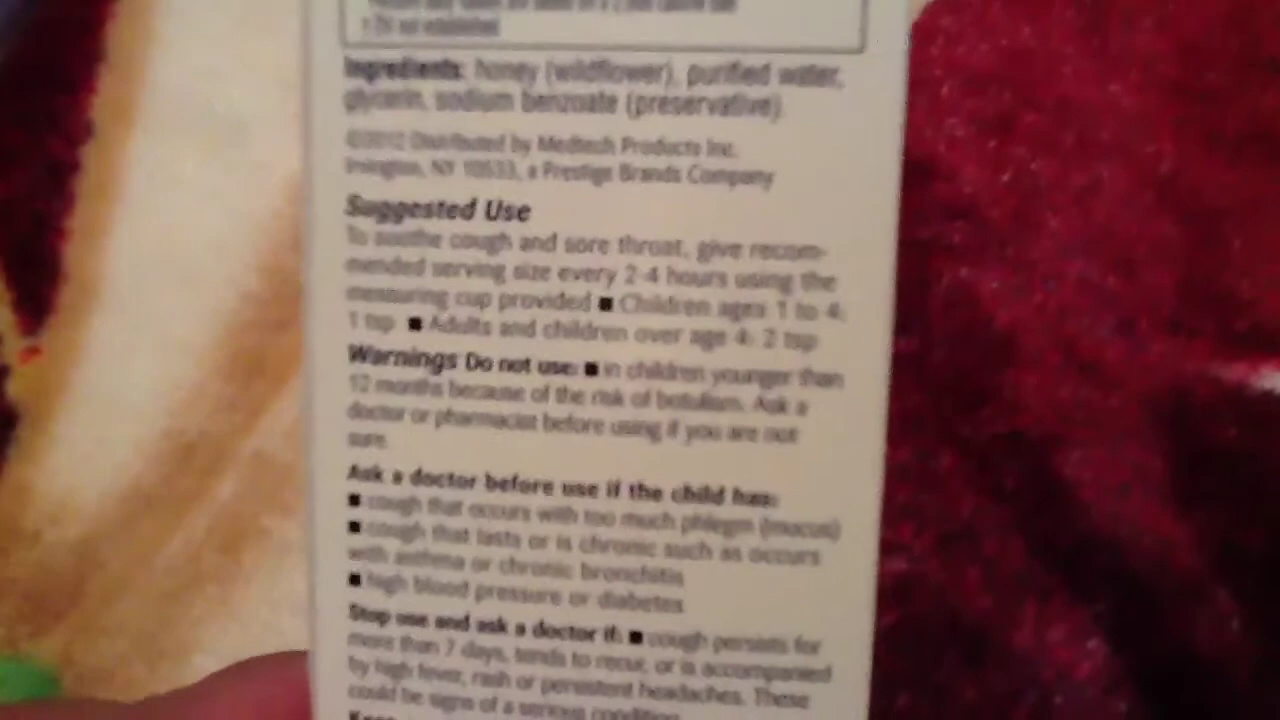 † DV not established
Ingredients: honey (wildflower), purified water,
glycerin, sodium benzoate (preservative).
©2012 Distributed by Medtech Products Inc.
Irvington, NY 10533, a Prestige Brands Company
Suggested Use
To soothe cough and sore throat, give recom-
mended serving size every 2-4 hours using the
measuring cup provided ■ Children ages 1 to 4:
1 tsp ■ Adults and children over age 4: 2 tsp
Warnings Do not use: ■ in children younger than
12 months because of the risk of botulism. Ask a
doctor or pharmacist before using if you are not
sure.
Ask a doctor before use if the child has:
■ cough that occurs with too much phlegm (mucus)
■ cough that lasts or is chronic such as occurs
with asthma or chronic bronchitis
■ high blood pressure or diabetes
Stop use and ask a doctor if: ■ cough persists for
more than 7 days, tends to recur, or is accompanied
by high fever, rash or persistent headaches. These
could be signs of a serious condition.